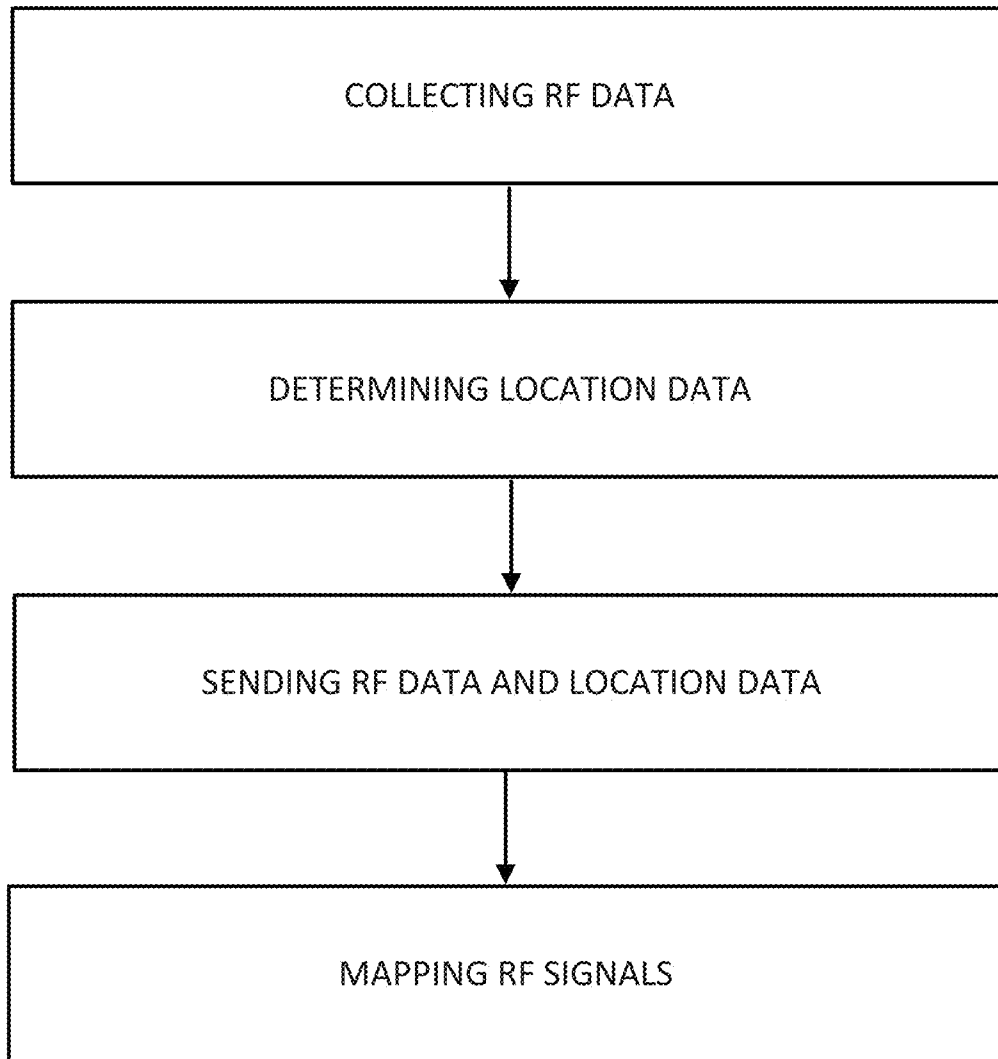 COLLECTING RF DATA
DETERMINING LOCATION DATA
SENDING RF DATA AND LOCATION DATA
MAPPING RF SIGNALS